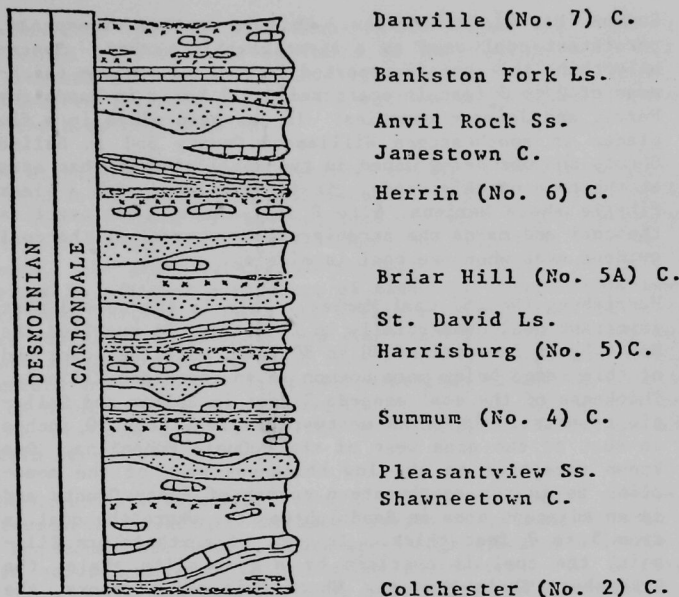 DESMOINIAN
CARBONDALE
Danville (No. 7) C.
Bankston Fork Ls.
Anvil Rock Ss.
Jamestown C.
Herrin (No. 6) C.
Briar Hill (No. 5A) C.
St. David Ls.
Harrisburg (No. 5)C.
Summum (No. 4) C.
Pleasantview Ss.
Shawneetown C.
Colchester (No. 2) C.